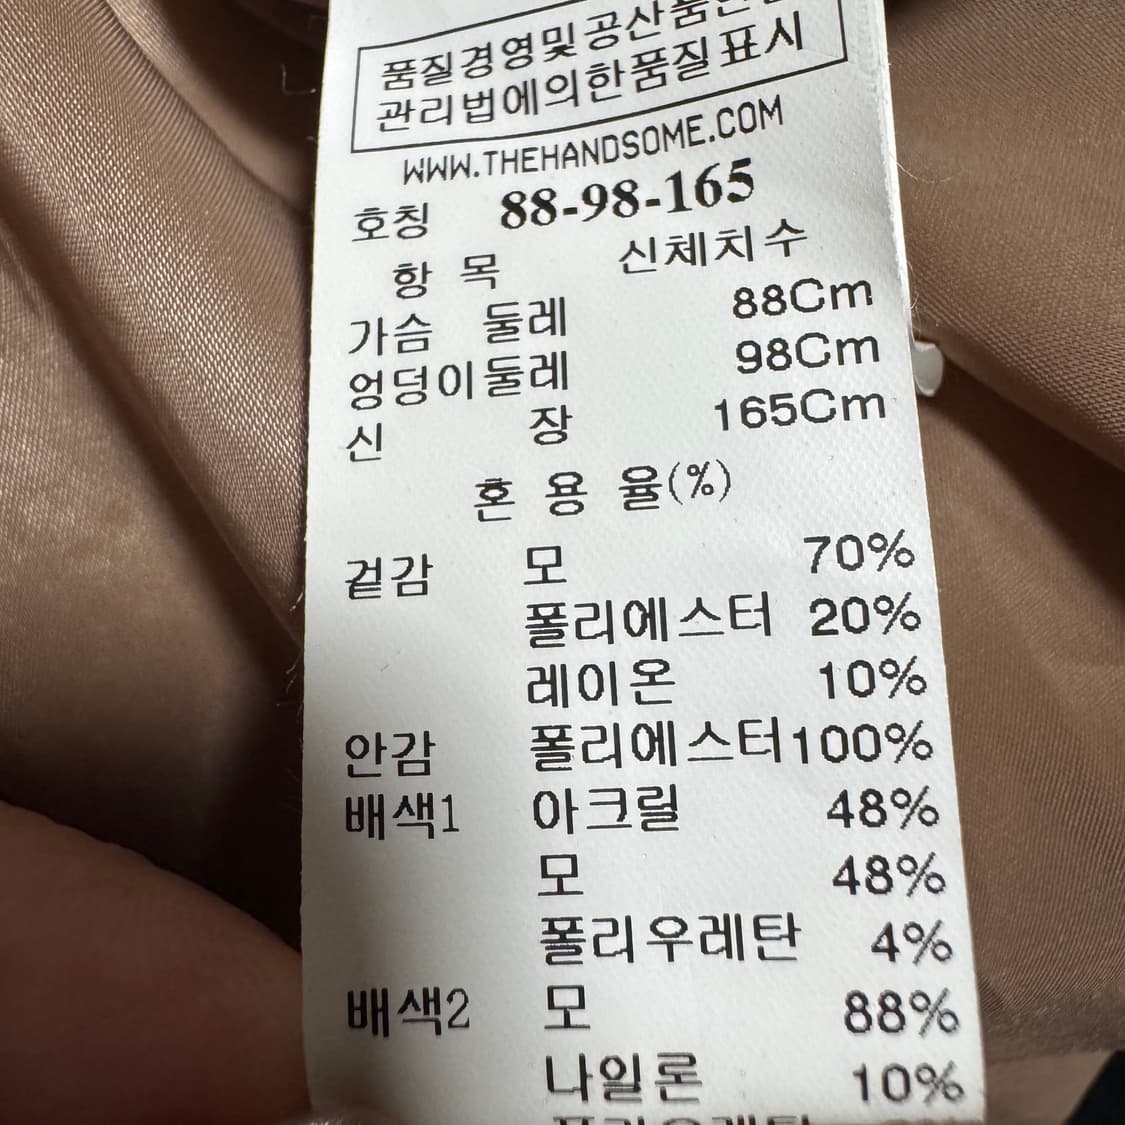 품질경영및공산품안전
관리법에의한품질표시
WWW.THEHANDSOME.COM
호칭 88-98-165
항 목 신체치수
가슴 둘레 88Cm
엉덩이둘레 98Cm
신 장 165Cm
혼 용 율(%)
겉감 모 70%
폴리에스터 20%
레이온 10%
안감 폴리에스터100%
배색1 아크릴 48%
모 48%
폴리우레탄 4%
배색2 모 88%
나일론 10%
폴리우레탄